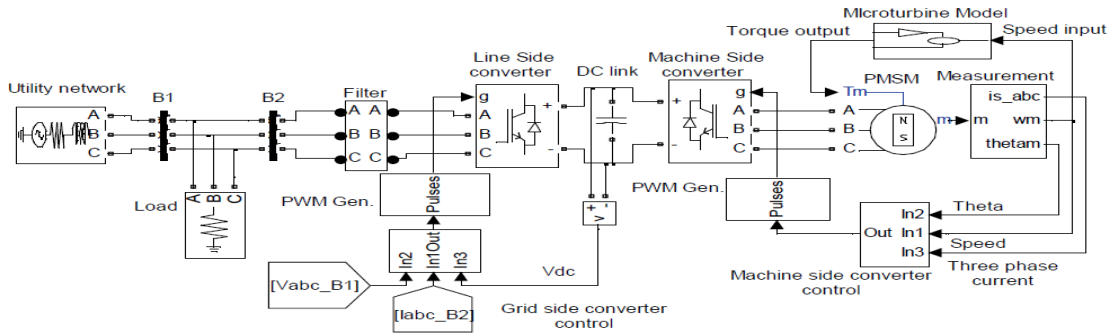 MIcroturbine Model
Torque output
Speed input
Line Side
converter
DC link
Machine Side
converter
PMSM
Measurement
Utility network
B1
B2
Filter
A
B
C
A A
B B
C C
g
A
B
C
+
-
+
-
g
A
B
C
Tm
A
B
C
N
S
m
m
is_abc
wm
thetam
A
B
C
Load
PWM Gen.
Pulses
+
-
v
PWM Gen.
Pulses
Theta
In2
Out In1
In3
Speed
Three phase
current
Machine side converter
control
In2
In1Out
In3
Vdc
[Vabc_B1]
[Iabc_B2]
Grid side converter
control